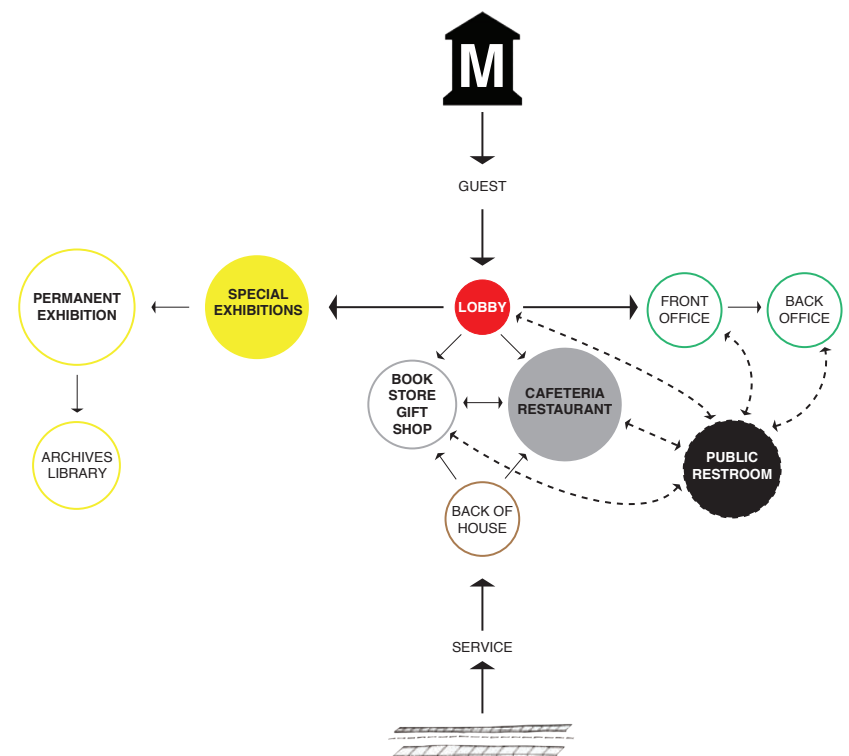 M
GUEST
PERMANENT
EXHIBITION
SPECIAL
EXHIBITIONS
LOBBY
FRONT
OFFICE
BACK
OFFICE
BOOK
STORE
GIFT
SHOP
CAFETERIA
RESTAURANT
ARCHIVES
LIBRARY
PUBLIC
RESTROOM
BACK OF
HOUSE
SERVICE